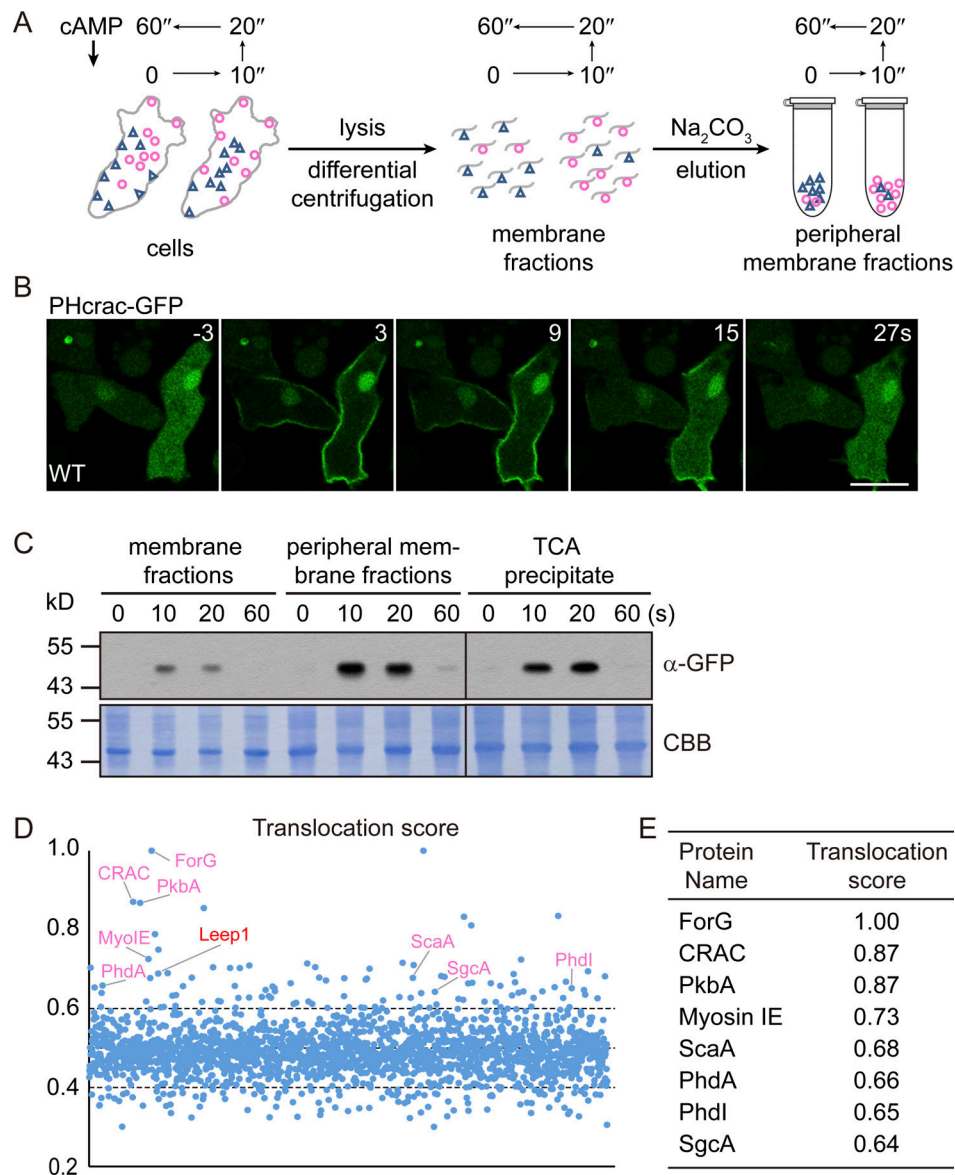 A
cAMP 60″ 20″
0 10″
cells
lysis
differential
centrifugation
60″ 20″
0 10″
membrane
fractions
Na₂CO₃
elution
60″ 20″
0 10″
peripheral
membrane fractions
B
PHcrac-GFP
-3 3 9 15 27s
WT
C
membrane
fractions
peripheral mem-
brane fractions
TCA
precipitate
kD
0 10 20 60 0 10 20 60 0 10 20 60 (s)
55
43
α-GFP
55
43
CBB
D
Translocation score
1.0
0.8
0.6
0.4
0.2
ForG
CRAC
PkbA
MyoIE
Leep1
PhdA
ScaA
SgcA
PhdI
E
Protein Translocation
Name score
ForG 1.00
CRAC 0.87
PkbA 0.87
Myosin IE 0.73
ScaA 0.68
PhdA 0.66
PhdI 0.65
SgcA 0.64